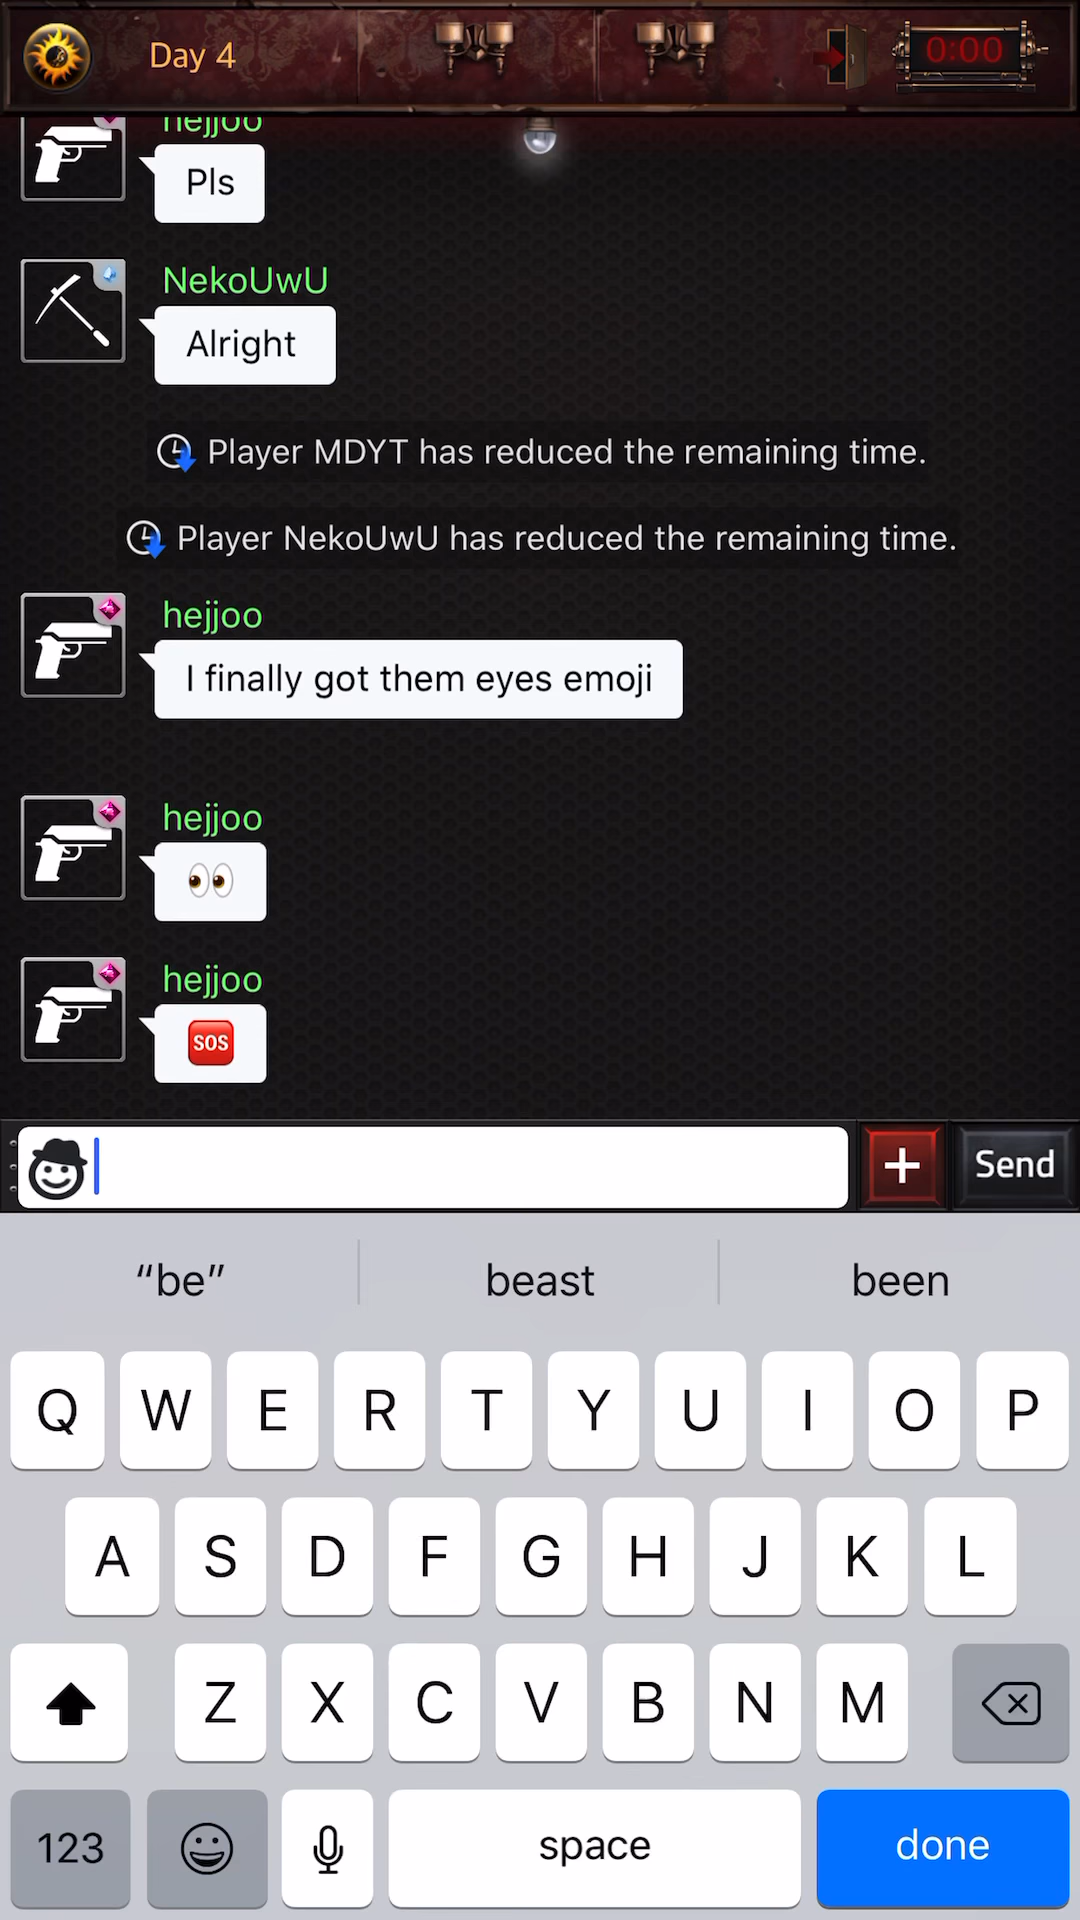 Day 4
0:00
hejjoo
Pls
NekoUwU
Alright
Player MDYT has reduced the remaining time.
Player NekoUwU has reduced the remaining time.
hejjoo
I finally got them eyes emoji
hejjoo
👀
hejjoo
🆘
Send
“be” beast been
Q W E R T Y U I O P
A S D F G H J K L
Z X C V B N M
123 space done